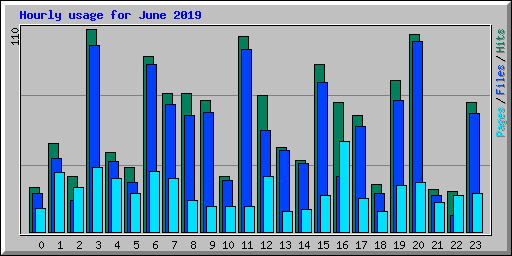 Hourly usage for June 2019
110
Pages/Files/Hits
0 1 2 3 4 5 6 7 8 9 10 11 12 13 14 15 16 17 18 19 20 21 22 23